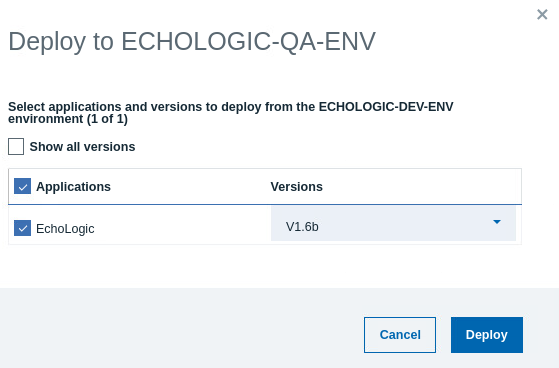 Deploy to ECHOLOGIC-QA-ENV
Select applications and versions to deploy from the ECHOLOGIC-DEV-ENV
environment (1 of 1)
Show all versions
Applications Versions
EchoLogic V1.6b
Cancel Deploy